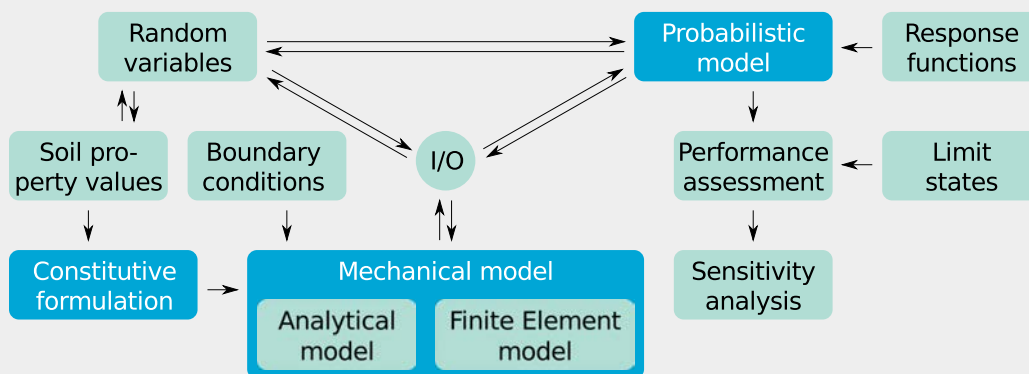 Random
variables
Probabilistic
model
Response
functions
Soil pro-
perty values
Boundary
conditions
I/O
Performance
assessment
Limit
states
Constitutive
formulation
Mechanical model
Analytical
model
Finite Element
model
Sensitivity
analysis